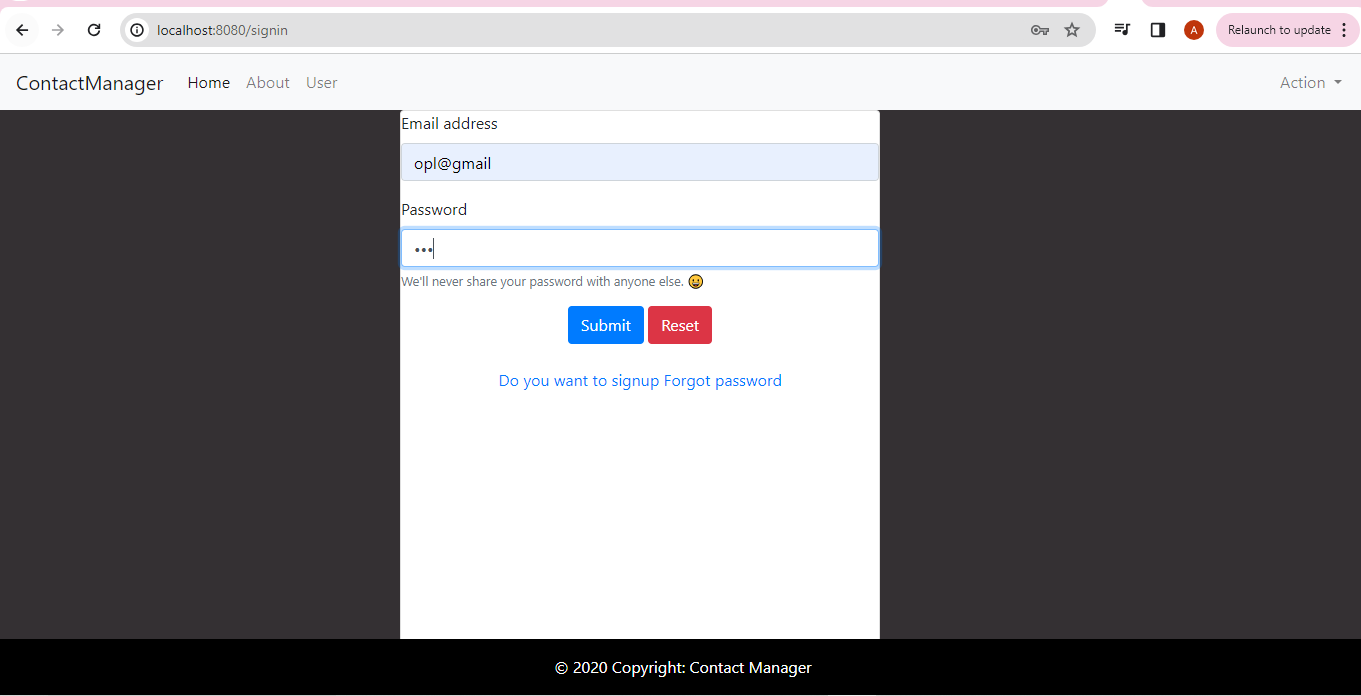 localhost:8080/signin
A
Relaunch to update
ContactManager Home About User Action
Email address
opl@gmail
Password
•••
We'll never share your password with anyone else. 😀
Submit Reset
Do you want to signup Forgot password
© 2020 Copyright: Contact Manager